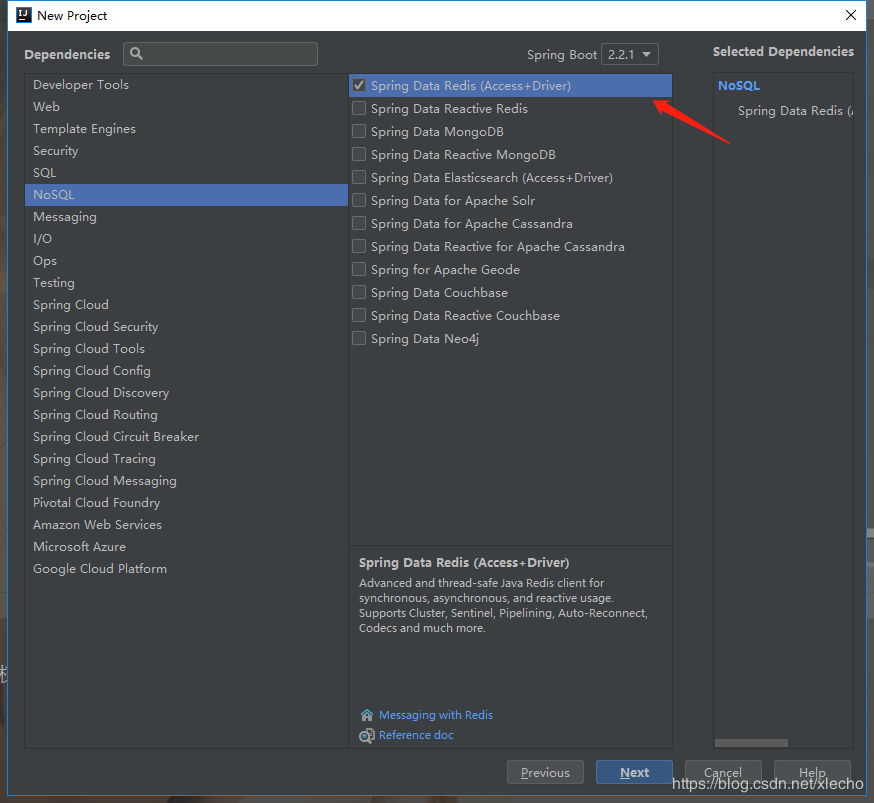 New Project
Dependencies
Spring Boot 2.2.1
Selected Dependencies
Developer Tools
Web
Template Engines
Security
SQL
NoSQL
Messaging
I/O
Ops
Testing
Spring Cloud
Spring Cloud Security
Spring Cloud Tools
Spring Cloud Config
Spring Cloud Discovery
Spring Cloud Routing
Spring Cloud Circuit Breaker
Spring Cloud Tracing
Spring Cloud Messaging
Pivotal Cloud Foundry
Amazon Web Services
Microsoft Azure
Google Cloud Platform
Spring Data Redis (Access+Driver)
Spring Data Reactive Redis
Spring Data MongoDB
Spring Data Reactive MongoDB
Spring Data Elasticsearch (Access+Driver)
Spring Data for Apache Solr
Spring Data for Apache Cassandra
Spring Data Reactive for Apache Cassandra
Spring for Apache Geode
Spring Data Couchbase
Spring Data Reactive Couchbase
Spring Data Neo4j
Spring Data Redis (Access+Driver)
Advanced and thread-safe Java Redis client for
synchronous, asynchronous, and reactive usage.
Supports Cluster, Sentinel, Pipelining, Auto-Reconnect,
Codecs and much more.
Messaging with Redis
Reference doc
NoSQL
Spring Data Redis (
Previous
Next
Cancel
Help
https://blog.csdn.net/xlecho